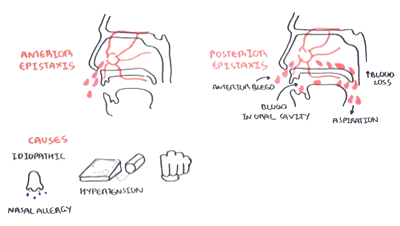 ANTERIOR
EPISTAXIS
POSTERIOR
EPISTAXIS
ANTERIOR BLEED
BLOOD
IN ORAL CAVITY
↑BLOOD
LOSS
ASPIRATION
CAUSES
IDIOPATHIC
NASAL ALLERGY
HYPERTENSION